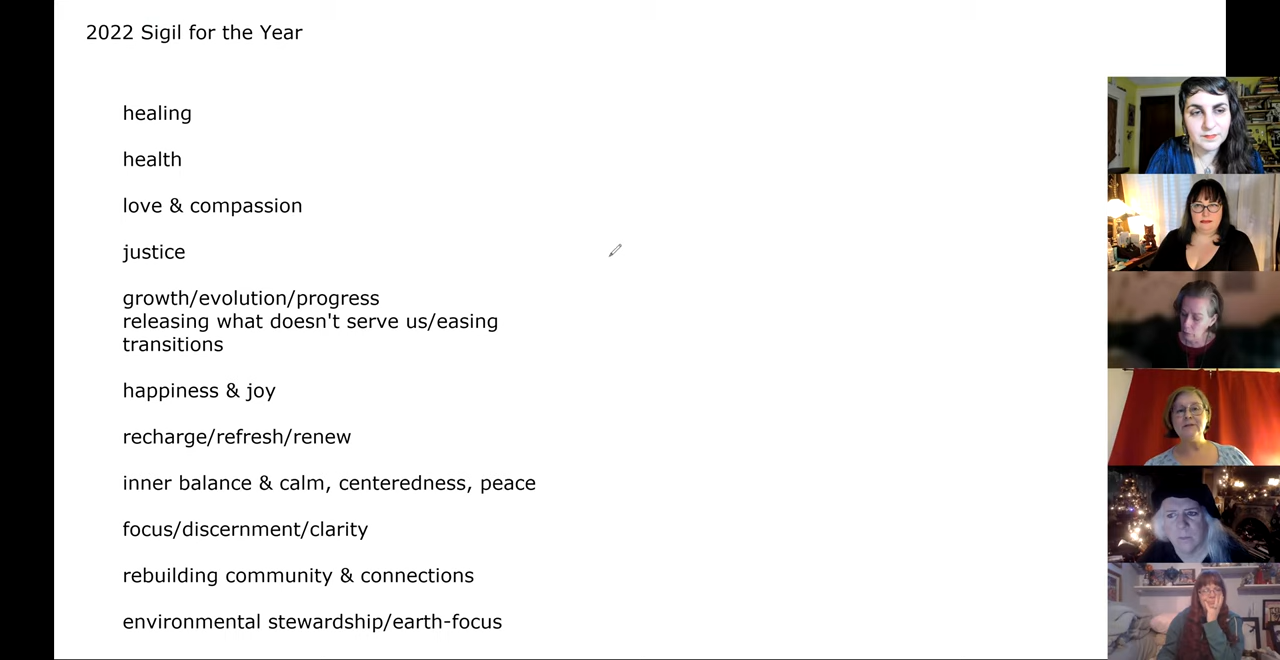 2022 Sigil for the Year
healing
health
love & compassion
justice
growth/evolution/progress
releasing what doesn't serve us/easing
transitions
happiness & joy
recharge/refresh/renew
inner balance & calm, centeredness, peace
focus/discernment/clarity
rebuilding community & connections
environmental stewardship/earth-focus